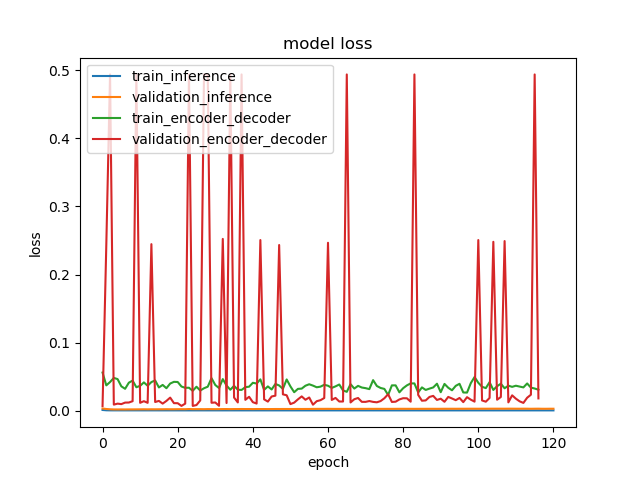 model loss
train_inference
validation_inference
train_encoder_decoder
validation_encoder_decoder
0.5
0.4
0.3
0.2
0.1
0.0
loss
0 20 40 60 80 100 120
epoch